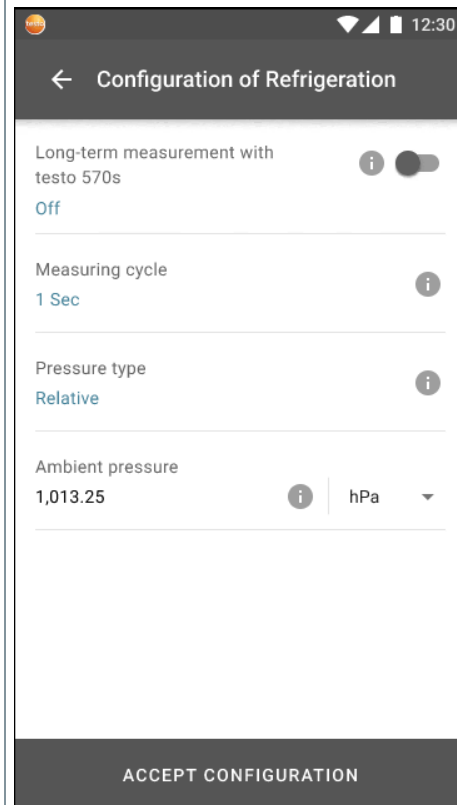 testo
12:30
Configuration of Refrigeration
Long-term measurement with
testo 570s
Off
Measuring cycle
1 Sec
Pressure type
Relative
Ambient pressure
1,013.25
hPa
ACCEPT CONFIGURATION